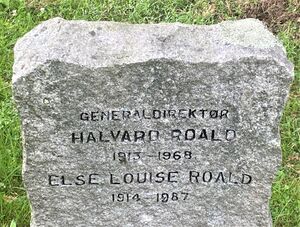 GENERALDIREKTØR
HALVARD ROALD
1913-1968
ELSE LOUISE ROALD
1914-1987